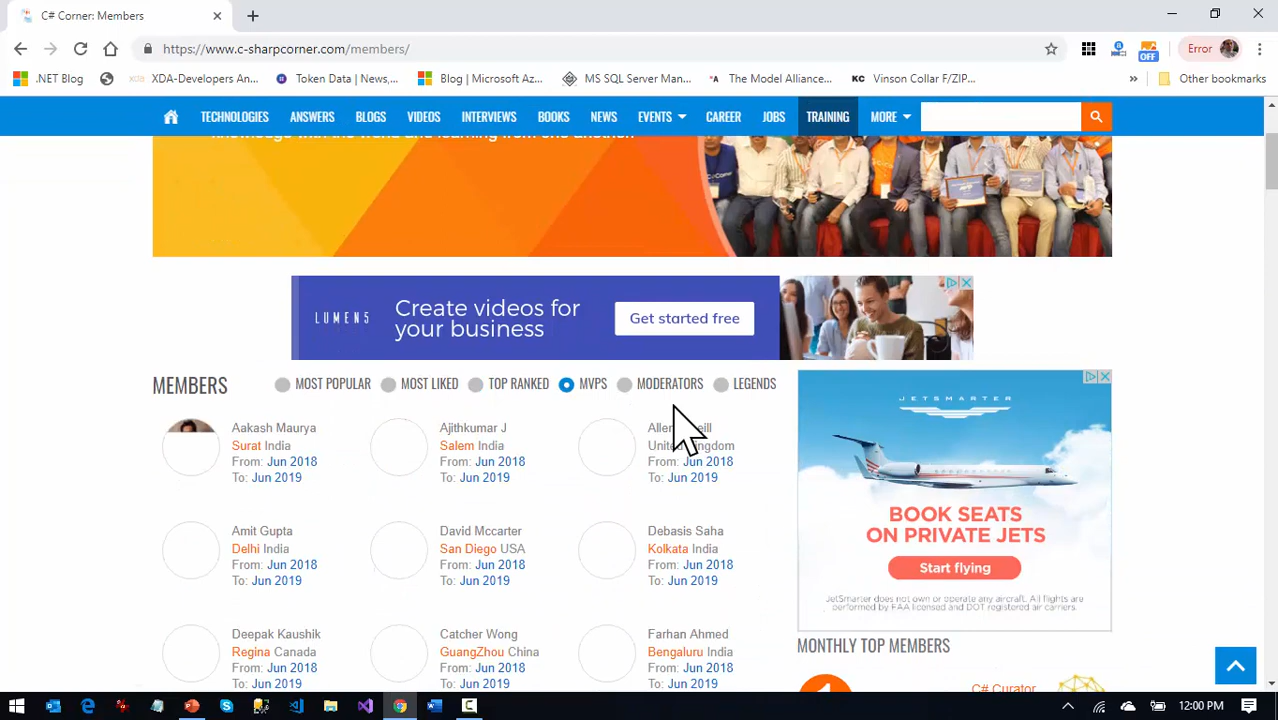 C# Corner: Members
https://www.c-sharpcorner.com/members/
Error
OFF
.NET Blog
XDA-Developers An...
Token Data | News,...
Blog | Microsoft Az...
MS SQL Server Man...
The Model Alliance...
KC Vinson Collar F/ZIP...
»
Other bookmarks
TECHNOLOGIES ANSWERS BLOGS VIDEOS INTERVIEWS BOOKS NEWS EVENTS CAREER JOBS TRAINING MORE
LUMEN5
Create videos for
your business
Get started free
MEMBERS
MOST POPULAR MOST LIKED TOP RANKED MVPS MODERATORS LEGENDS
Aakash Maurya
Surat India
From: Jun 2018
To: Jun 2019
Ajithkumar J
Salem India
From: Jun 2018
To: Jun 2019
From: Jun 2018
To: Jun 2019
Amit Gupta
Delhi India
From: Jun 2018
To: Jun 2019
David Mccarter
San Diego USA
From: Jun 2018
To: Jun 2019
Debasis Saha
Kolkata India
From: Jun 2018
To: Jun 2019
Deepak Kaushik
Regina Canada
From: Jun 2018
To: Jun 2019
Catcher Wong
GuangZhou China
From: Jun 2018
To: Jun 2019
Farhan Ahmed
Bengaluru India
From: Jun 2018
To: Jun 2019
JETSMARTER
BOOK SEATS
ON PRIVATE JETS
Start flying
JetSmarter does not own or operate any aircraft. All flights are
performed by FAA licensed and DOT registered air carriers.
MONTHLY TOP MEMBERS
1
C# Curator
12:00 PM